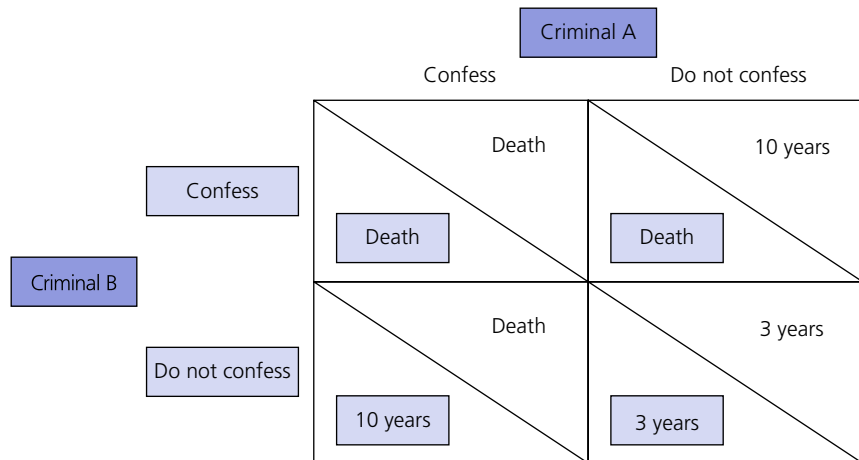 Criminal A
Confess
Do not confess
Death
10 years
Confess
Death
Death
Criminal B
Death
3 years
Do not confess
10 years
3 years